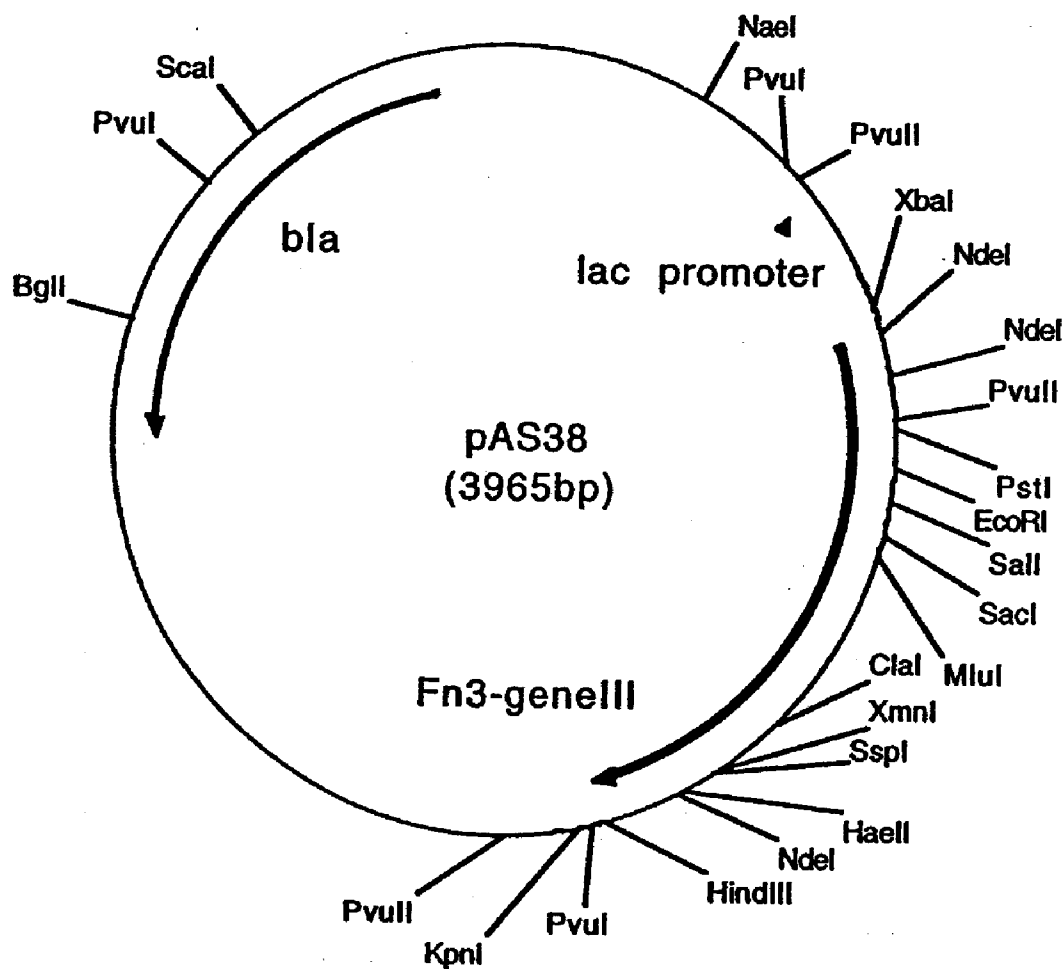 NaeI
ScaI
PvuI
PvuI
PvuII
XbaI
bla
NdeI
lac promoter
BglI
NdeI
PvuII
pAS38
(3965bp)
PstI
EcoRI
SalI
SacI
ClaI
MluI
Fn3-geneIII
XmnI
SspI
HaeII
NdeI
HindIII
PvuII
PvuI
KpnI